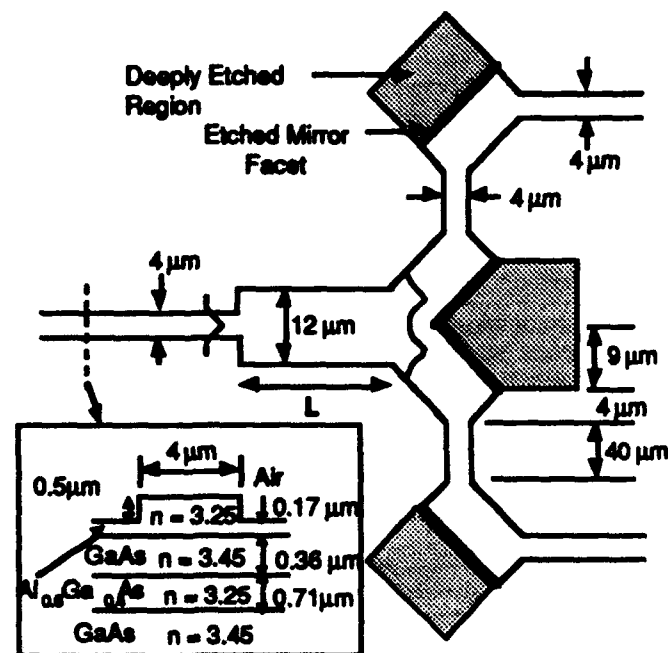 Deeply Etched
Region
Etched Mirror
Facet
4 μm
4 μm
4 μm
12 μm
L
9 μm
4 μm
40 μm
4 μm
0.5μm
Air
n = 3.25
0.17 μm
GaAs n = 3.45
0.36 μm
n = 3.25
0.71μm
GaAs n = 3.45